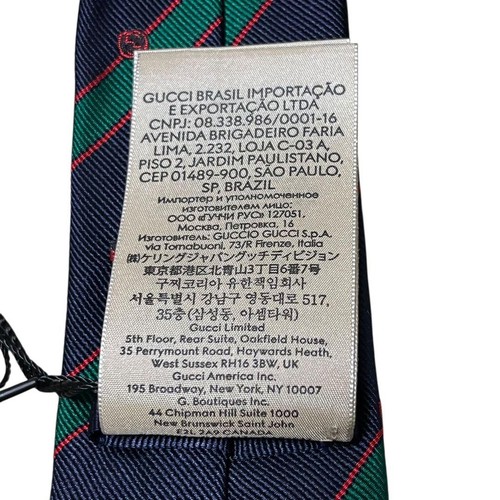 GUCCI BRASIL IMPORTAÇÃO
E EXPORTAÇÃO LTDA
CNPJ: 08.338.986/0001-16
AVENIDA BRIGADEIRO FARIA
LIMA, 2.232, LOJA C-03 A,
PISO 2, JARDIM PAULISTANO,
CEP 01489-900, SÃO PAULO,
SP, BRAZIL
Импортер и уполномоченное
изготовителем лицо:
ООО «ГУЧЧИ РУС» 127051,
Москва, Петровка, 16
Изготовитель: GUCCIO GUCCI S.p.A.
via Tornabuoni, 73/R Firenze, Italia
㈱ケリングジャパングッチディビジョン
東京都港区北青山3丁目6番7号
구찌코리아 유한책임회사
서울특별시 강남구 영동대로 517,
35층(삼성동, 아셈타워)
Gucci Limited
5th Floor, Rear Suite, Oakfield House,
35 Perrymount Road, Haywards Heath,
West Sussex RH16 3BW, UK
Gucci America Inc.
195 Broadway, New York, NY 10007
G. Boutiques Inc.
44 Chipman Hill Suite 1000
New Brunswick Saint John
E2L 2A9 CANADA